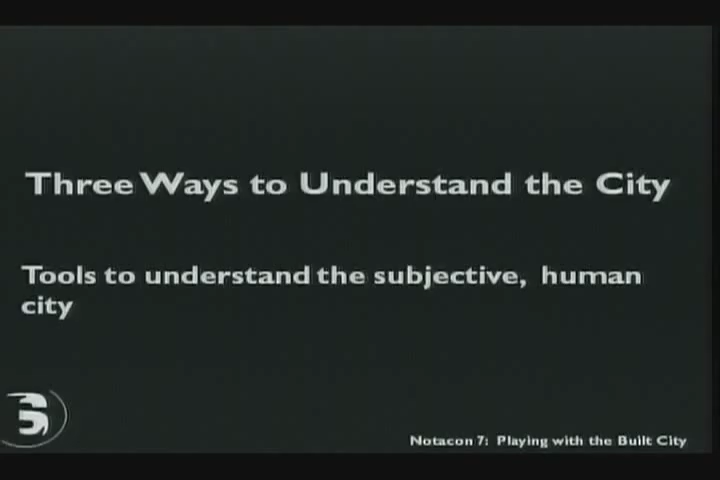 Three Ways to Understand the City
Tools to understand the subjective, human
city
Notacon 7: Playing with the Built City